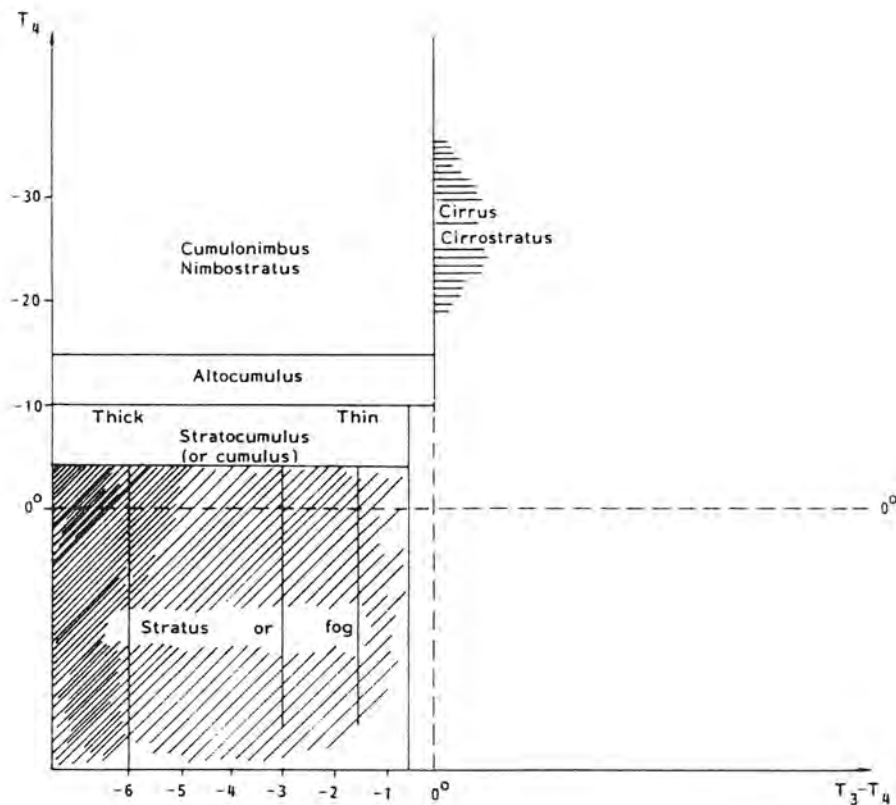 T₄
-30
Cirrus
Cirrostratus
Cumulonimbus
Nimbostratus
-20
Altocumulus
-10
Thick Thin
Stratocumulus
(or cumulus)
0° 0°
Stratus or fog
-6 -5 -4 -3 -2 -1 0° T₃-T₄